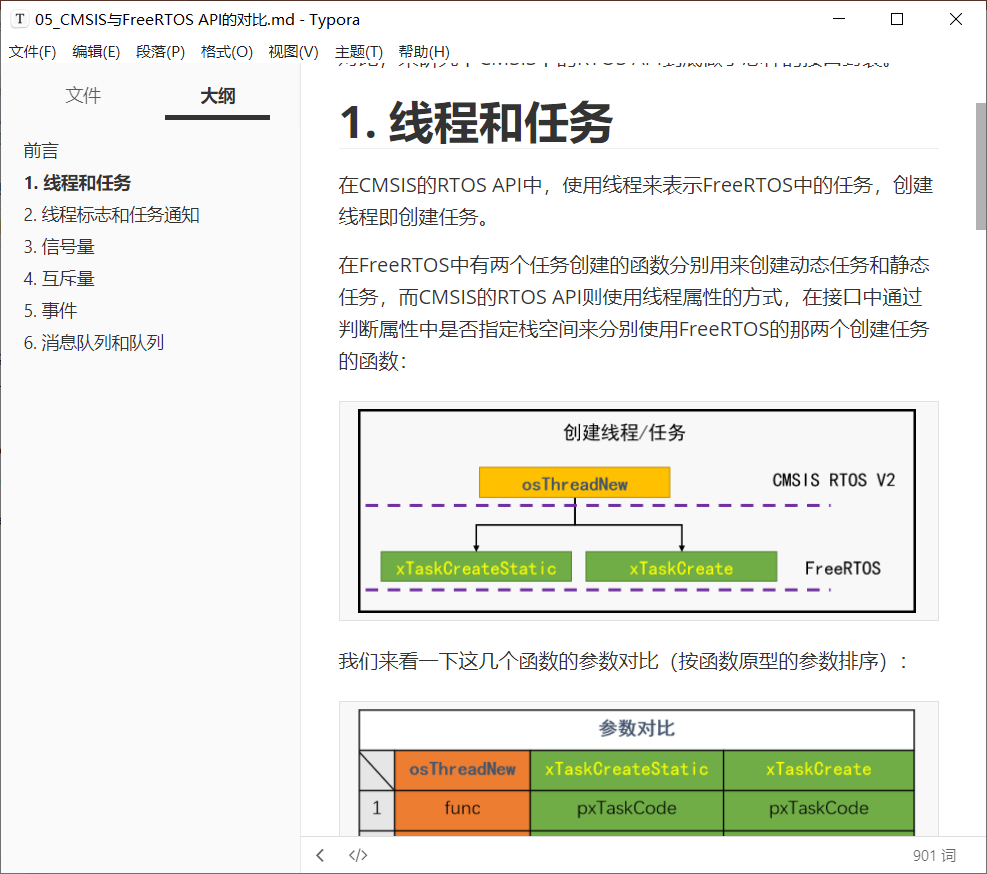 05_CMSIS与FreeRTOS API的对比.md - Typora
文件(F) 编辑(E) 段落(P) 格式(O) 视图(V) 主题(T) 帮助(H)
文件 大纲
前言
1. 线程和任务
2. 线程标志和任务通知
3. 信号量
4. 互斥量
5. 事件
6. 消息队列和队列
1. 线程和任务
在CMSIS的RTOS API中，使用线程来表示FreeRTOS中的任务，创建
线程即创建任务。
在FreeRTOS中有两个任务创建的函数分别用来创建动态任务和静态
任务，而CMSIS的RTOS API则使用线程属性的方式，在接口中通过
判断属性中是否指定栈空间来分别使用FreeRTOS的那两个创建任务
的函数：
创建线程/任务
osThreadNew CMSIS RTOS V2
xTaskCreateStatic xTaskCreate FreeRTOS
我们来看一下这几个函数的参数对比（按函数原型的参数排序）：
参数对比
osThreadNew xTaskCreateStatic xTaskCreate
1 func pxTaskCode pxTaskCode
</> 901 词